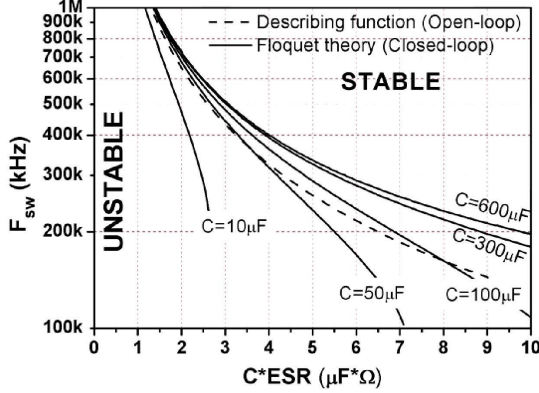 1M
800k
700k
600k
500k
400k
300k
200k
100k
F_sw (kHz)
- - - Describing function (Open-loop)
— Floquet theory (Closed-loop)
STABLE
UNSTABLE
C=10µF
C=600µF
C=300µF
C=50µF
C=100µF
0 1 2 3 4 5 6 7 8 9 10
C*ESR (µF*Ω)